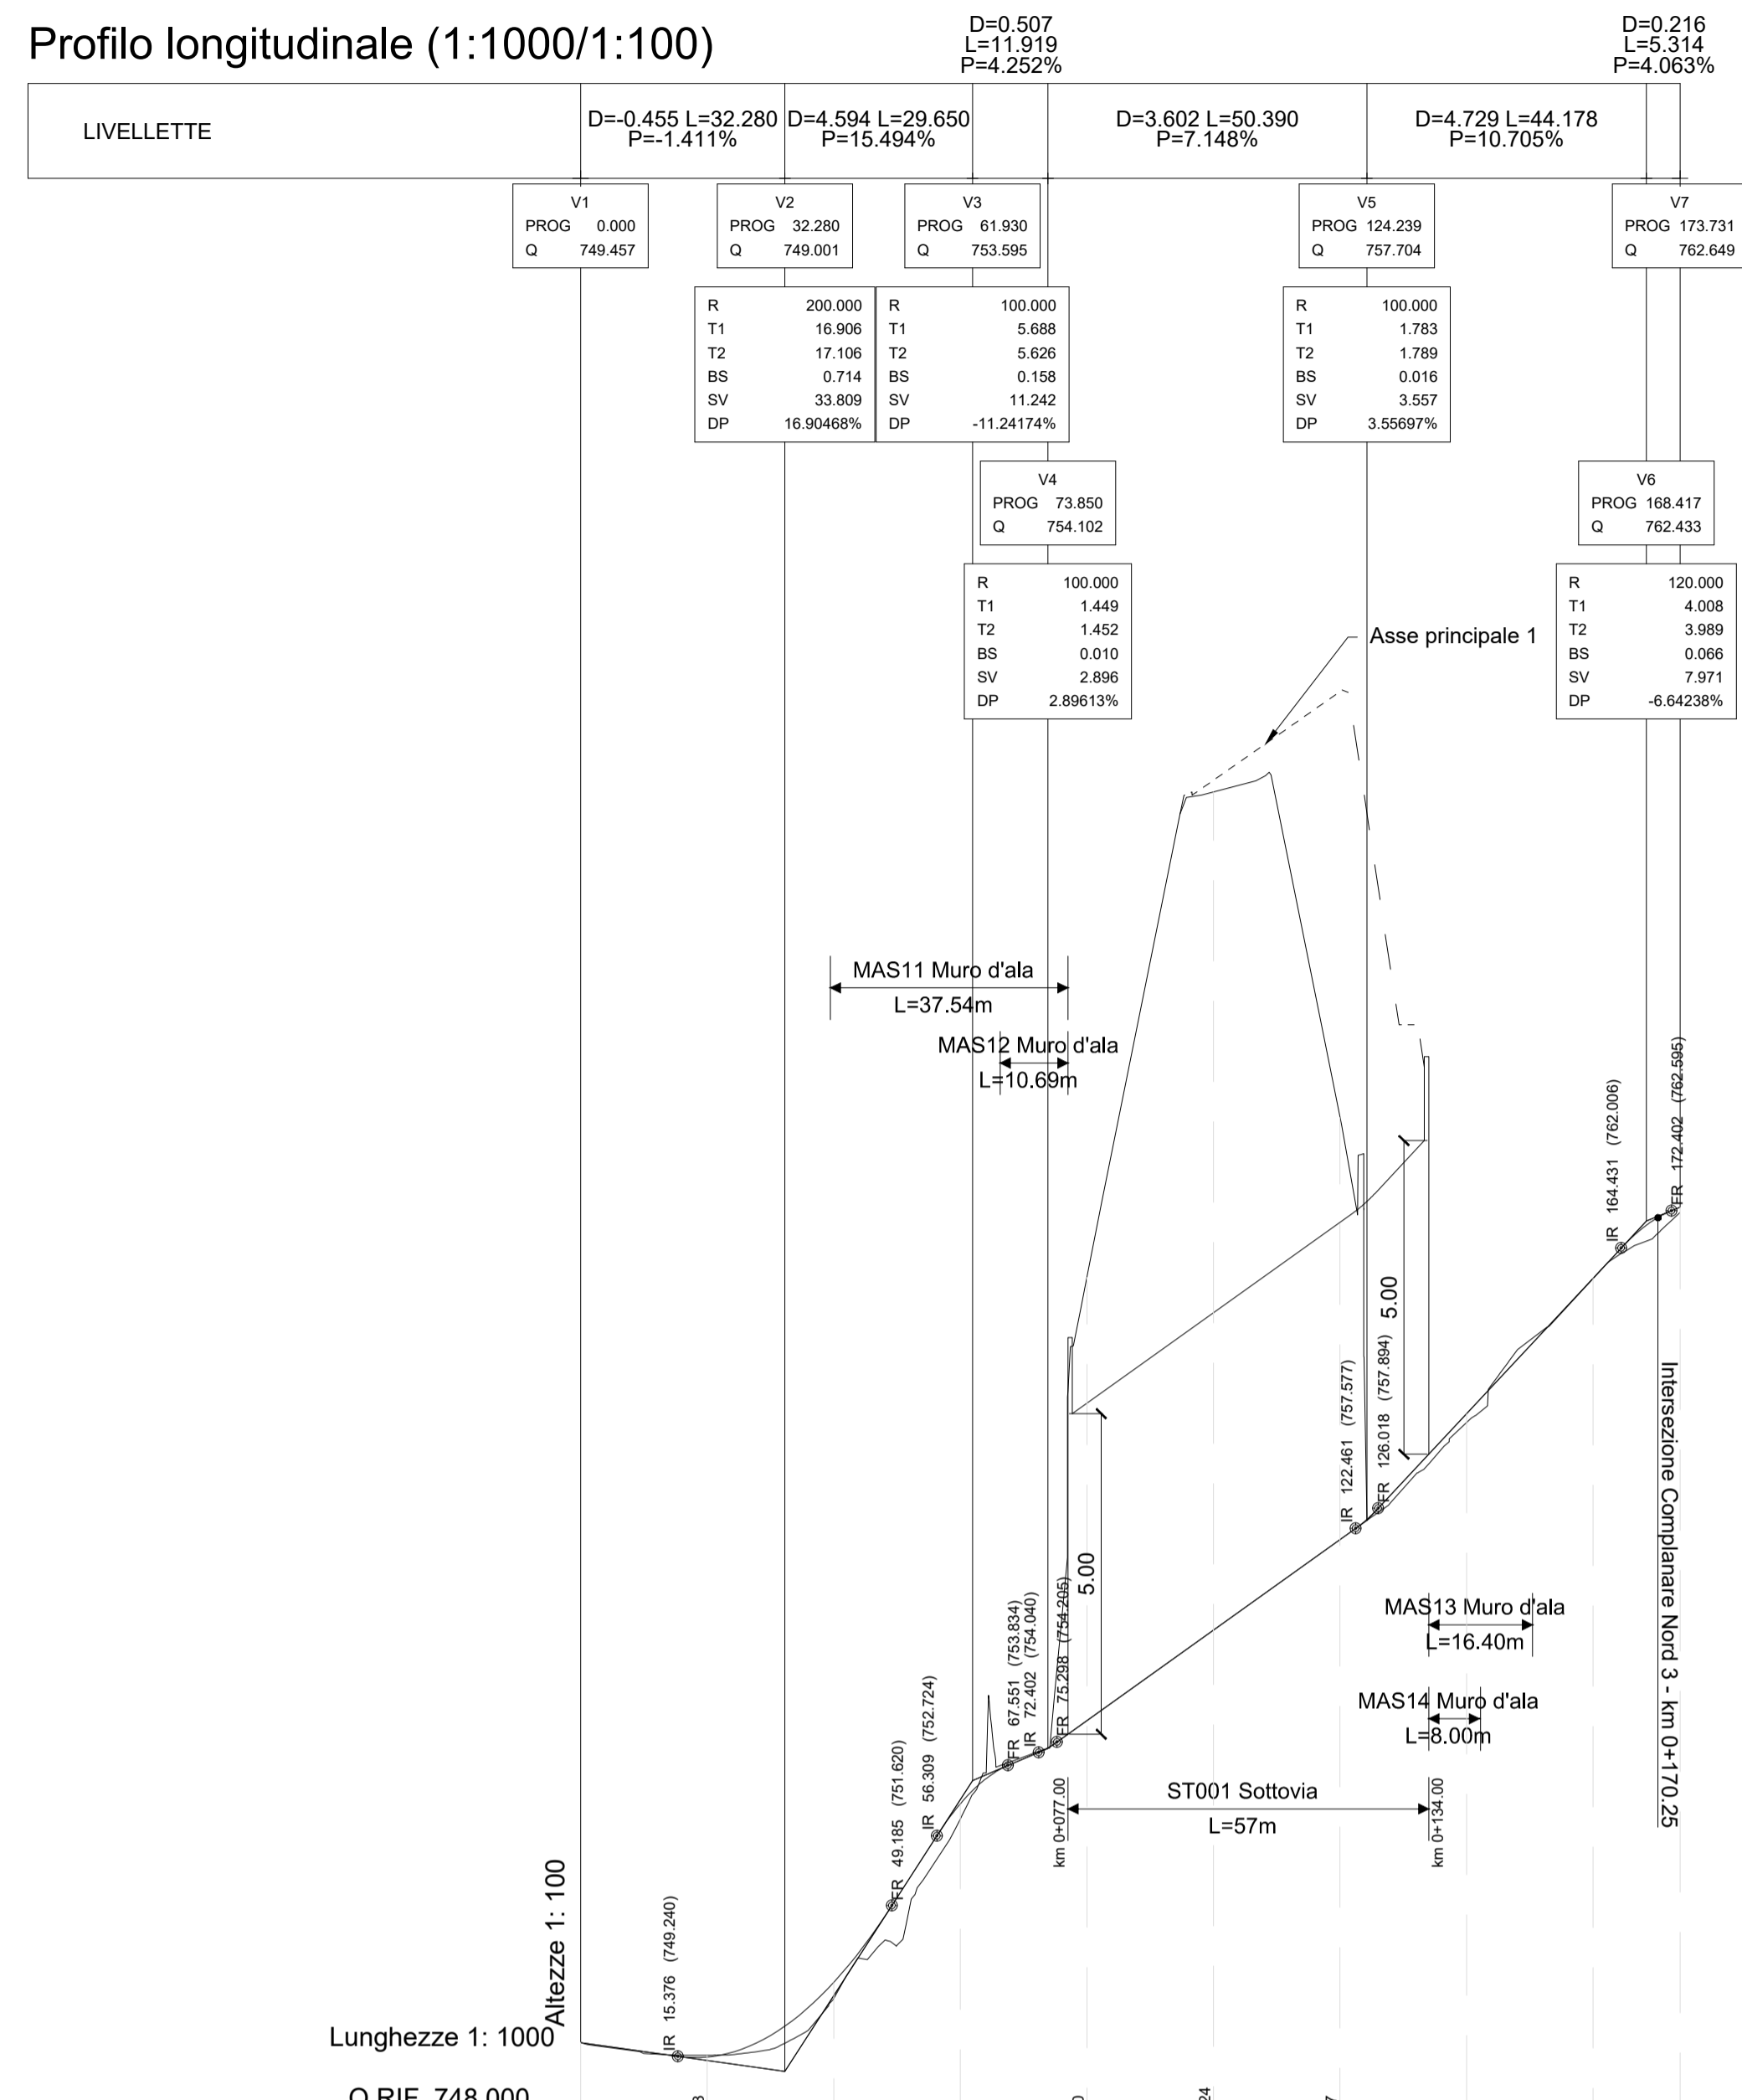 Profilo longitudinale (1:1000/1:100)
D=0.507
L=11.919
P=4.252%
D=0.216
L=5.314
P=4.063%
LIVELLETTE
D=-0.455 L=32.280
P=-1.411%
D=4.594 L=29.650
P=15.494%
D=3.602 L=50.390
P=7.148%
D=4.729 L=44.178
P=10.705%
V1
PROG 0.000
Q 749.457
V2
PROG 32.280
Q 749.001
V3
PROG 61.930
Q 753.595
V5
PROG 124.239
Q 757.704
V7
PROG 173.731
Q 762.649
R 200.000
T1 16.906
T2 17.106
BS 0.714
SV 33.809
DP 16.90468%
R 100.000
T1 5.688
T2 5.626
BS 0.158
SV 11.242
DP -11.24174%
R 100.000
T1 1.783
T2 1.789
BS 0.016
SV 3.557
DP 3.55697%
V4
PROG 73.850
Q 754.102
V6
PROG 168.417
Q 762.433
R 100.000
T1 1.449
T2 1.452
BS 0.010
SV 2.896
DP 2.89613%
R 120.000
T1 4.008
T2 3.989
BS 0.066
SV 7.971
DP -6.64238%
Asse principale 1
MAS11 Muro d'ala
L=37.54m
MAS12 Muro d'ala
L=10.69m
IR 164.431 (762.006)
FR 172.402 (762.595)
5.00
IR 122.461 (757.577)
FR 126.018 (757.894)
Intersezione Complanare Nord 3 - km 0+170.25
5.00
FR 67.551 (753.834)
IR 72.402 (754.040)
FR 75.298 (754.205)
MAS13 Muro d'ala
L=16.40m
IR 56.309 (752.724)
MAS14 Muro d'ala
L=8.00m
FR 49.185 (751.620)
km 0+077.00
ST001 Sottovia
L=57m
km 0+134.00
IR 15.376 (749.240)
Altezze 1: 100
Lunghezze 1: 1000
Q.RIF. 748.000